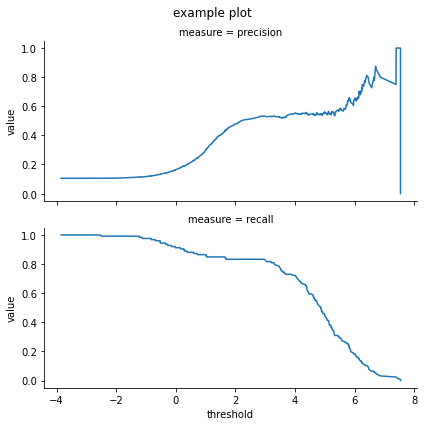 example plot
measure = precision
1.0
0.8
0.6
0.4
0.2
0.0
value
measure = recall
1.0
0.8
0.6
0.4
0.2
0.0
value
−4 −2 0 2 4 6 8
threshold